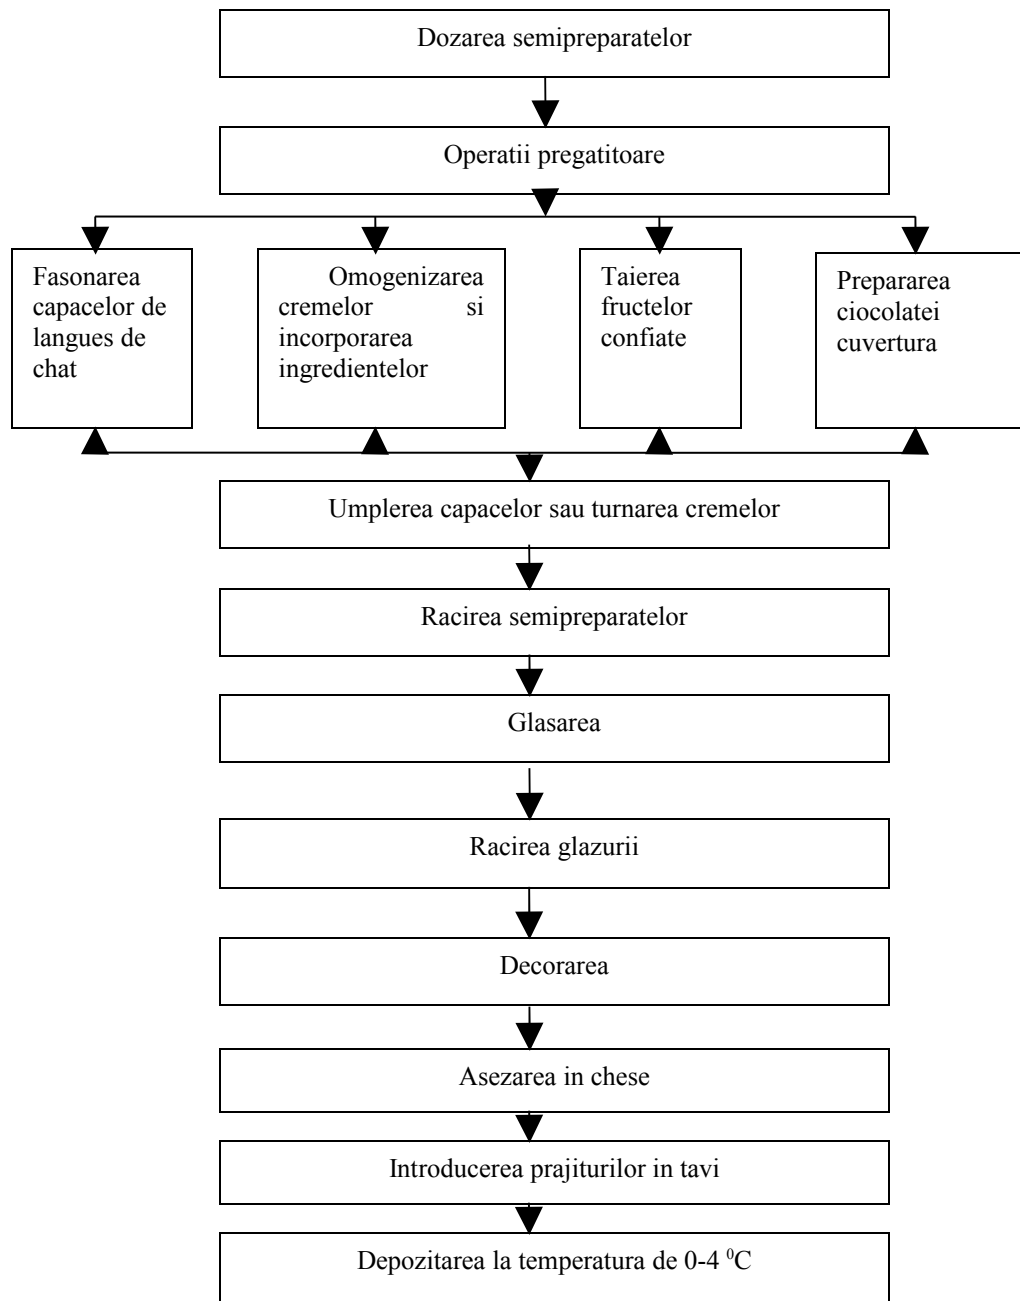 Dozarea semipreparatelor
Operatii pregatitoare
Fasonarea
capacelor de
langues de
chat
Omogenizarea
cremelor si
incorporarea
ingredientelor
Taierea
fructelor
confiate
Prepararea
ciocolatei
cuvertura
Umplerea capacelor sau turnarea cremelor
Racirea semipreparatelor
Glasarea
Racirea glazurii
Decorarea
Asezarea in chese
Introducerea prajiturilor in tavi
Depozitarea la temperatura de 0-4 ⁰C